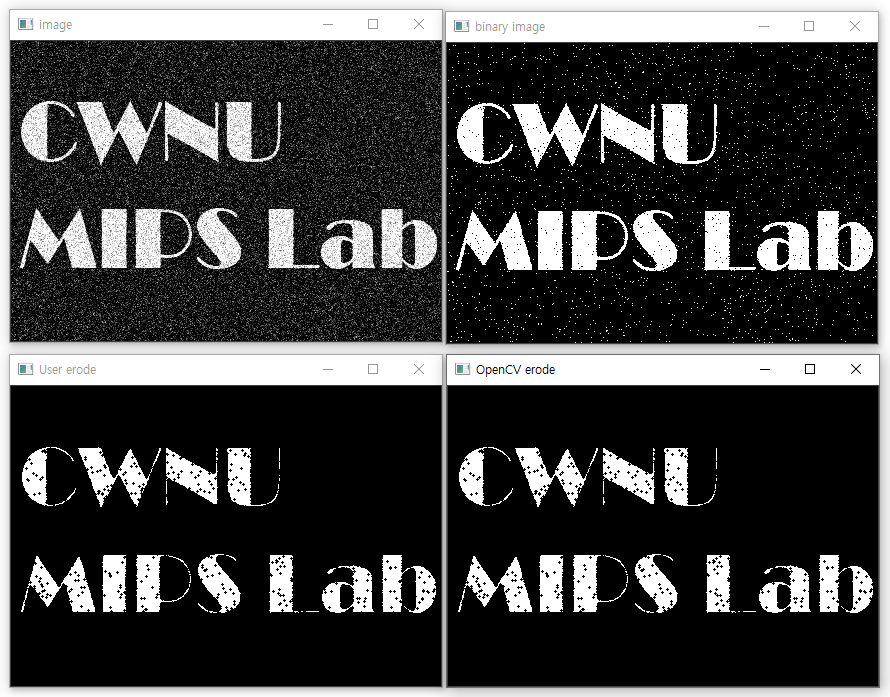 image
CWNU
MIPS Lab
binary image
CWNU
MIPS Lab
User erode
CWNU
MIPS Lab
OpenCV erode
CWNU
MIPS Lab